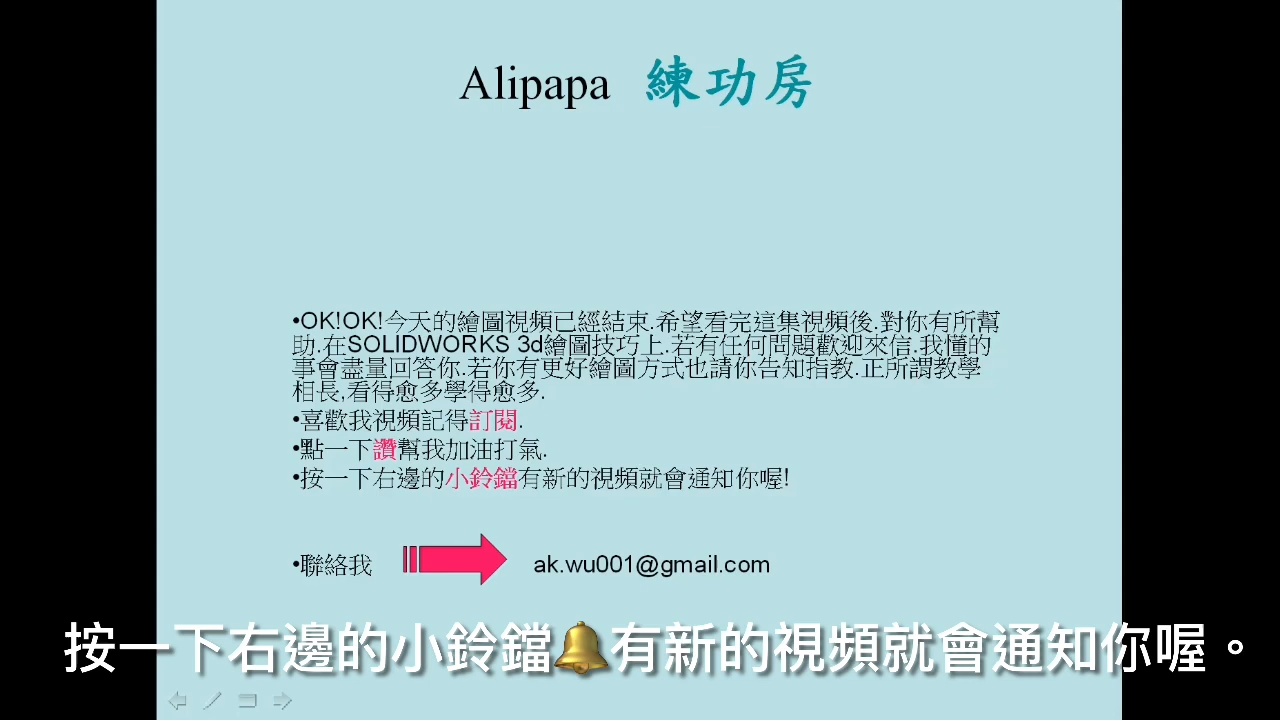 Alipapa 練功房
•OK!OK!今天的繪圖視頻已經結束.希望看完這集視頻後.對你有所幫
助.在SOLIDWORKS 3d繪圖技巧上.若有任何問題歡迎來信.我懂的
事會盡量回答你.若你有更好繪圖方式也請你告知指教.正所謂教學
相長,看得愈多學得愈多.
•喜歡我視頻記得訂閱.
•點一下讚幫我加油打氣.
•按一下右邊的小鈴鐺有新的視頻就會通知你喔!
•聯絡我 ak.wu001@gmail.com
按一下右邊的小鈴鐺🔔有新的視頻就會通知你喔。